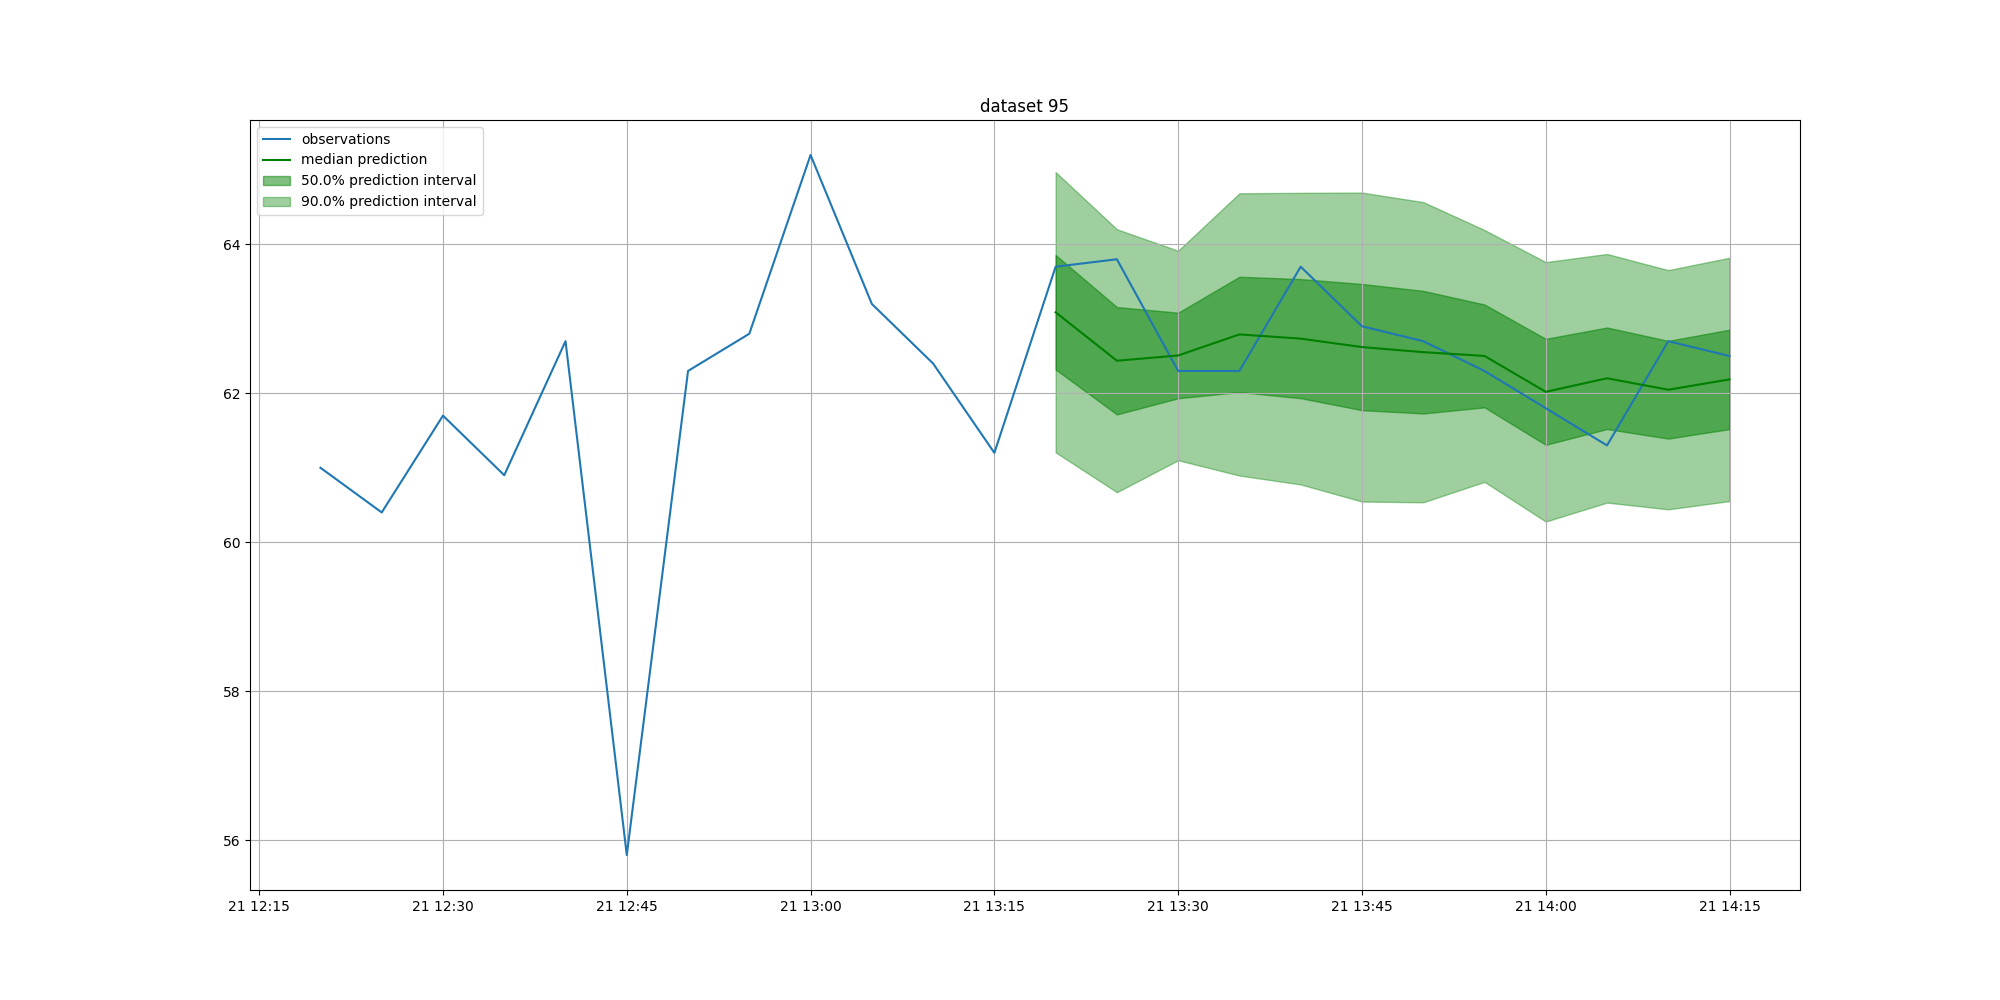 dataset 95
observations
median prediction
50.0% prediction interval
90.0% prediction interval
64
62
60
58
56
21 12:15 21 12:30 21 12:45 21 13:00 21 13:15 21 13:30 21 13:45 21 14:00 21 14:15